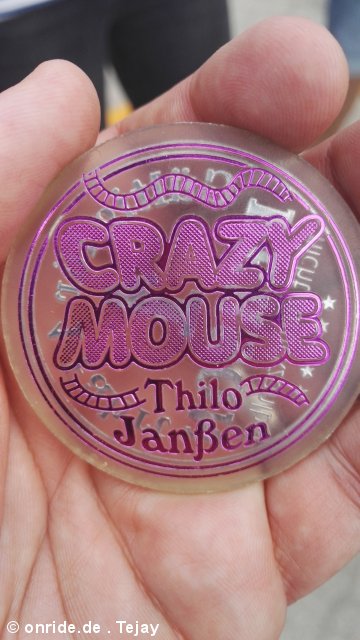 CRAZY
MOUSE
Thilo
Janßen
© onride.de . Tejay